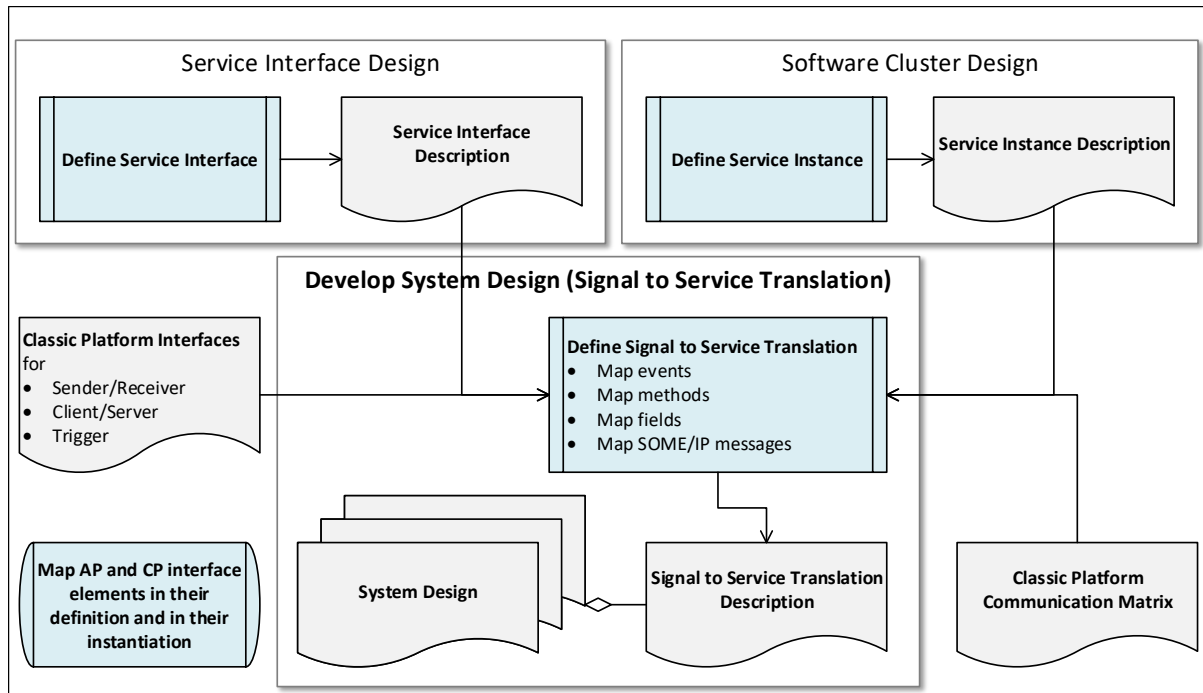 Service Interface Design
Define Service Interface
Service Interface
Description
Software Cluster Design
Define Service Instance
Service Instance Description
Develop System Design (Signal to Service Translation)
Classic Platform Interfaces
for
• Sender/Receiver
• Client/Server
• Trigger
Define Signal to Service Translation
• Map events
• Map methods
• Map fields
• Map SOME/IP messages
Map AP and CP interface
elements in their
definition and in their
instantiation
System Design
Signal to Service Translation
Description
Classic Platform
Communication Matrix